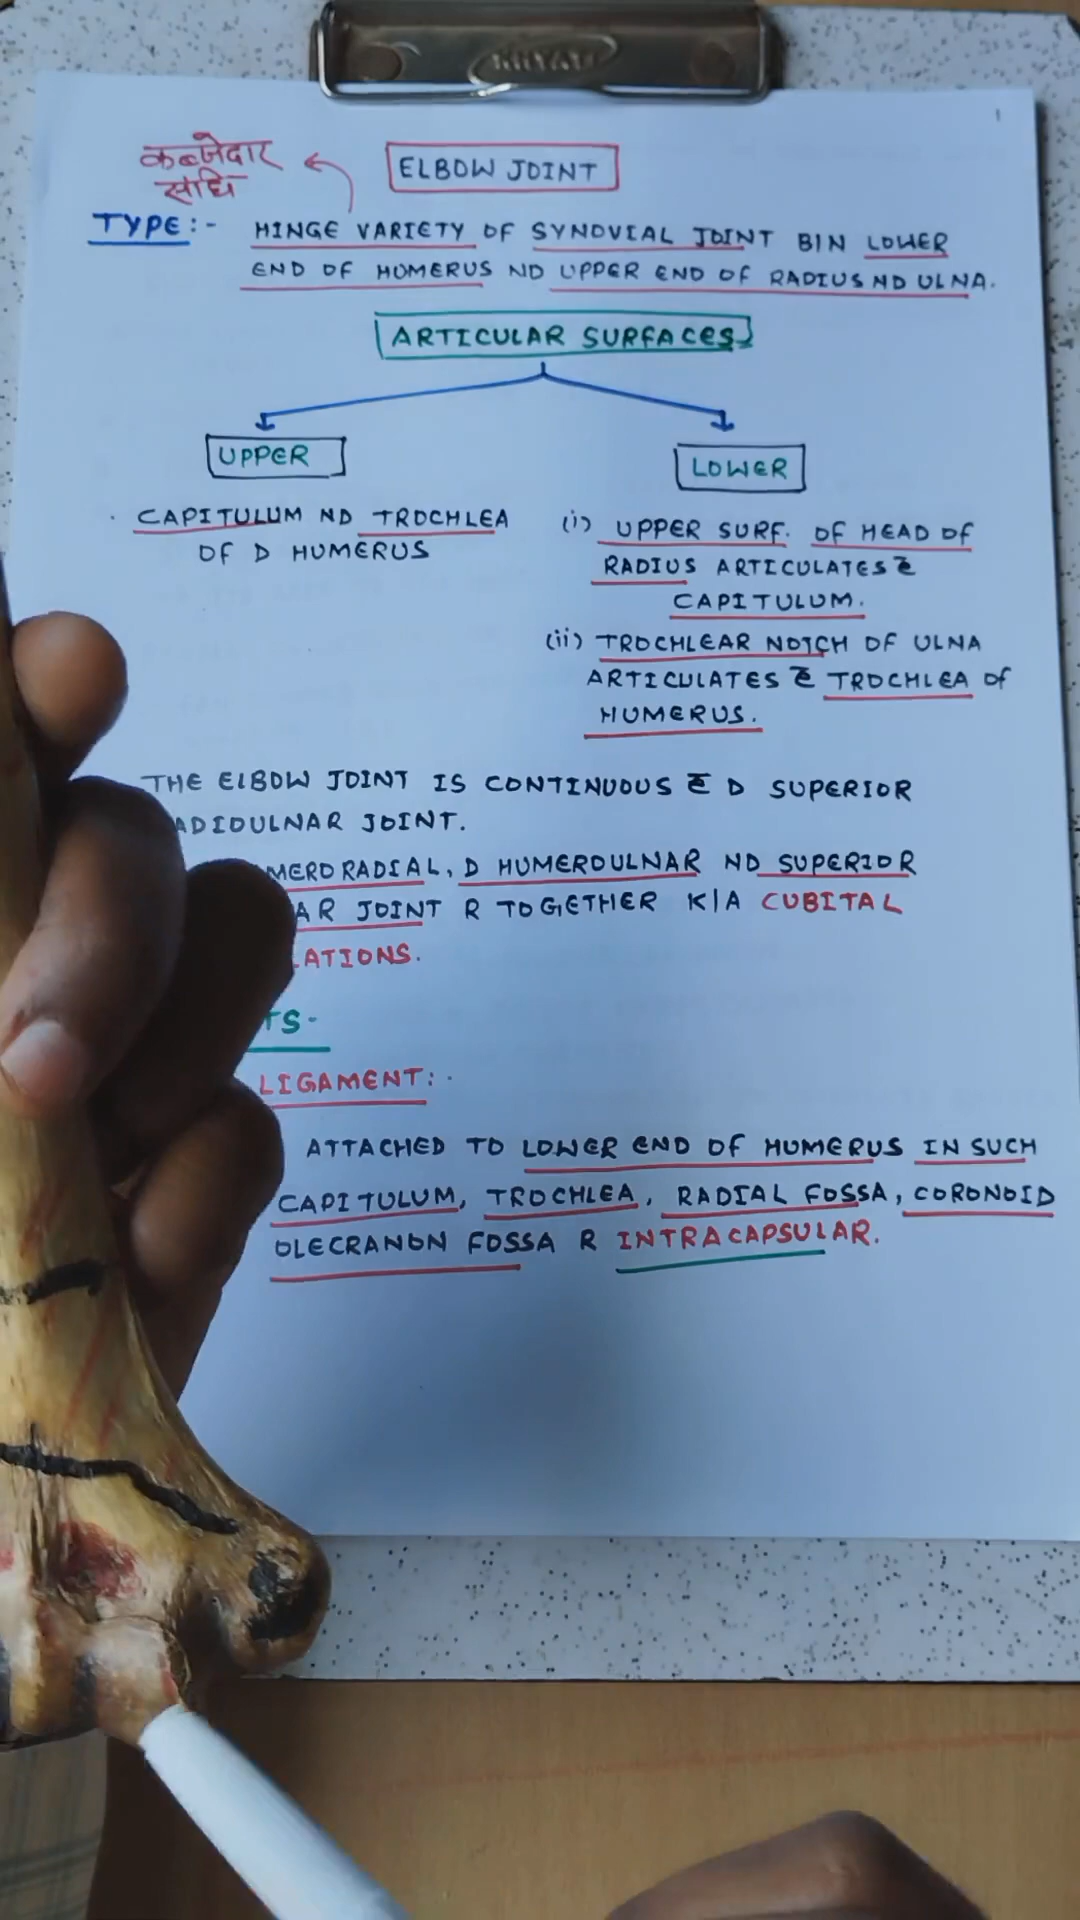 1
कब्जेदार
संधि
ELBOW JOINT
TYPE:- HINGE VARIETY OF SYNOVIAL JOINT BIN LOWER
END OF HUMERUS ND UPPER END OF RADIUS ND ULNA.
ARTICULAR SURFACES
UPPER
CAPITULUM ND TROCHLEA
OF D HUMERUS
LOWER
(i) UPPER SURF. OF HEAD OF
RADIUS ARTICULATES c̄
CAPITULUM.
(ii) TROCHLEAR NOTCH OF ULNA
ARTICULATES c̄ TROCHLEA OF
HUMERUS.
THE ELBOW JOINT IS CONTINUOUS c̄ D SUPERIOR
ADIOULNAR JOINT.
MERORADIAL, D HUMEROULNAR ND SUPERIOR
AR JOINT R TOGETHER K/A CUBITAL
LATIONS.
TS-
LIGAMENT:-
ATTACHED TO LOWER END OF HUMERUS IN SUCH
CAPITULUM, TROCHLEA, RADIAL FOSSA, CORONOID
OLECRANON FOSSA R INTRACAPSULAR.